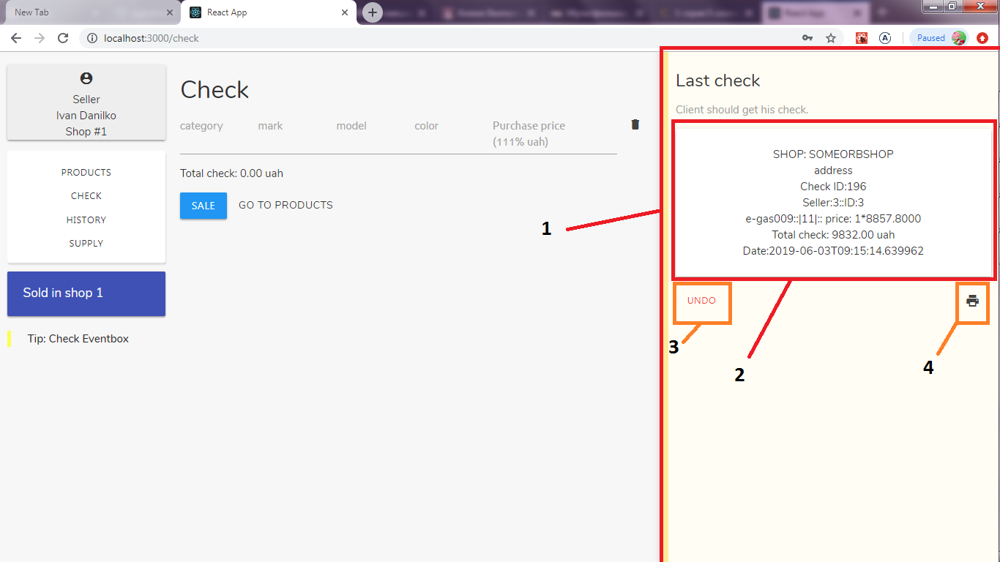 New Tab
React App
localhost:3000/check
Paused
Seller
Ivan Danilko
Shop #1
PRODUCTS
CHECK
HISTORY
SUPPLY
Sold in shop 1
Tip: Check Eventbox
Check
category mark model color Purchase price
(111% uah)
Total check: 0.00 uah
SALE GO TO PRODUCTS
1
Last check
Client should get his check.
SHOP: SOMEORBSHOP
address
Check ID:196
Seller:3::ID:3
e-gas009::|11|:: price: 1*8857.8000
Total check: 9832.00 uah
Date:2019-06-03T09:15:14.639962
UNDO
3
2
4